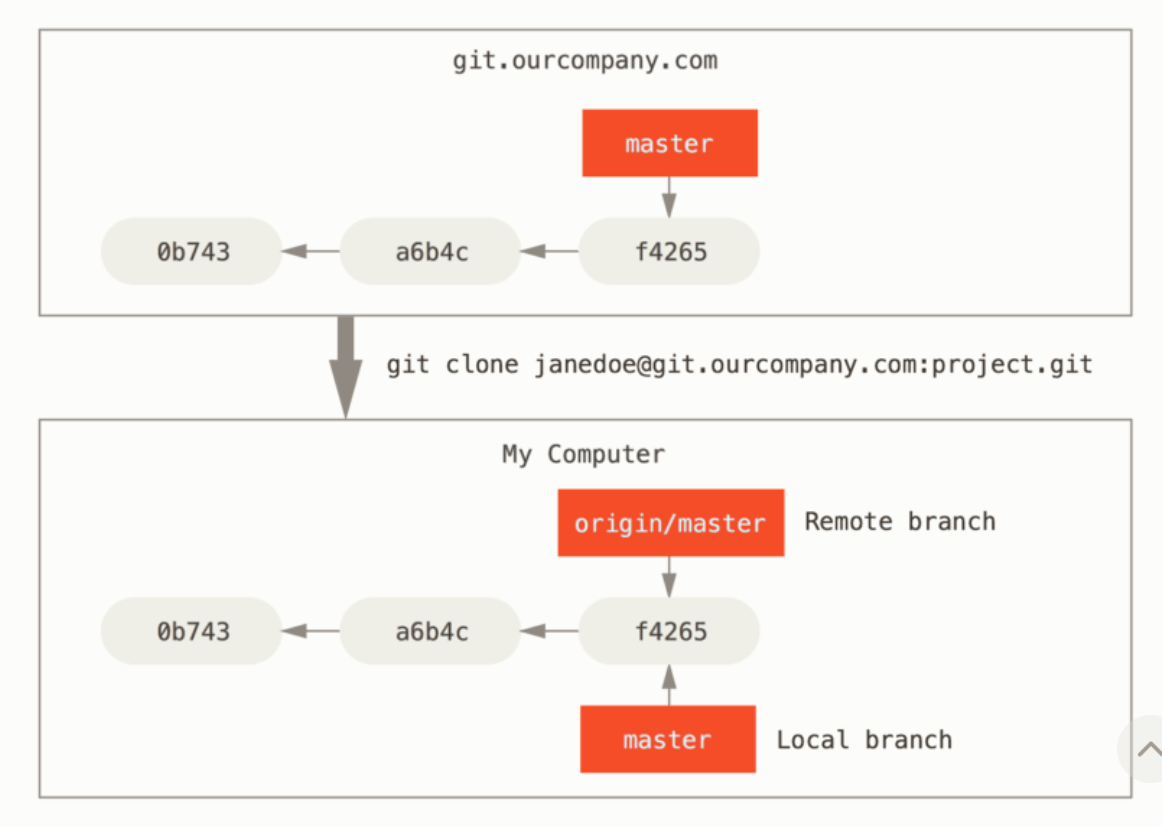 git.ourcompany.com
master
0b743
a6b4c
f4265
git clone janedoe@git.ourcompany.com:project.git
My Computer
origin/master
Remote branch
0b743
a6b4c
f4265
master
Local branch